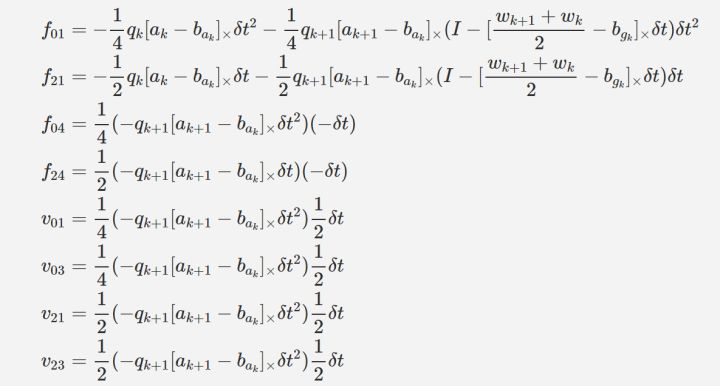 f_{01} = -\frac{1}{4}q_k[a_k - b_{a_k}]_\times \delta t^2 - \frac{1}{4}q_{k+1}[a_{k+1} - b_{a_k}]_\times (I - [\frac{w_{k+1} + w_k}{2} - b_{g_k}]_\times \delta t)\delta t^2
f_{21} = -\frac{1}{2}q_k[a_k - b_{a_k}]_\times \delta t - \frac{1}{2}q_{k+1}[a_{k+1} - b_{a_k}]_\times (I - [\frac{w_{k+1} + w_k}{2} - b_{g_k}]_\times \delta t)\delta t
f_{04} = \frac{1}{4}(-q_{k+1}[a_{k+1} - b_{a_k}]_\times \delta t^2)(-\delta t)
f_{24} = \frac{1}{2}(-q_{k+1}[a_{k+1} - b_{a_k}]_\times \delta t)(-\delta t)
v_{01} = \frac{1}{4}(-q_{k+1}[a_{k+1} - b_{a_k}]_\times \delta t^2)\frac{1}{2}\delta t
v_{03} = \frac{1}{4}(-q_{k+1}[a_{k+1} - b_{a_k}]_\times \delta t^2)\frac{1}{2}\delta t
v_{21} = \frac{1}{2}(-q_{k+1}[a_{k+1} - b_{a_k}]_\times \delta t^2)\frac{1}{2}\delta t
v_{23} = \frac{1}{2}(-q_{k+1}[a_{k+1} - b_{a_k}]_\times \delta t^2)\frac{1}{2}\delta t